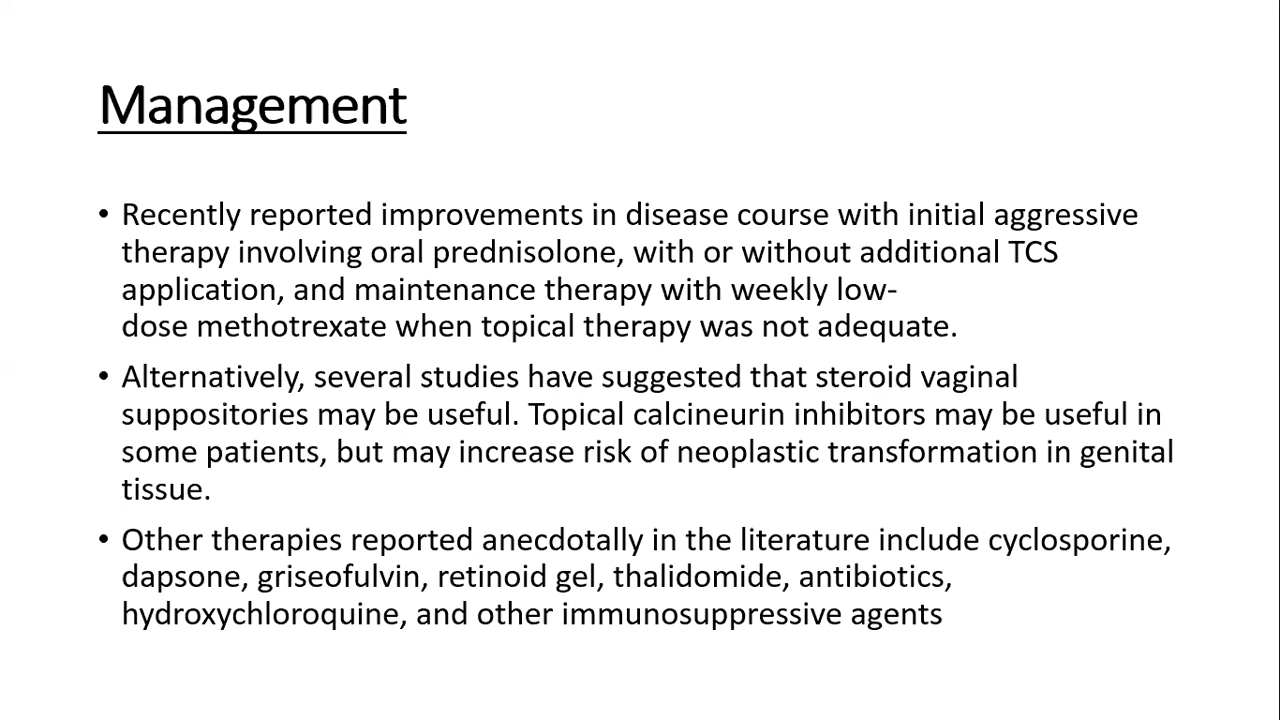 Management
• Recently reported improvements in disease course with initial aggressive
therapy involving oral prednisolone, with or without additional TCS
application, and maintenance therapy with weekly low-
dose methotrexate when topical therapy was not adequate.
• Alternatively, several studies have suggested that steroid vaginal
suppositories may be useful. Topical calcineurin inhibitors may be useful in
some patients, but may increase risk of neoplastic transformation in genital
tissue.
• Other therapies reported anecdotally in the literature include cyclosporine,
dapsone, griseofulvin, retinoid gel, thalidomide, antibiotics,
hydroxychloroquine, and other immunosuppressive agents